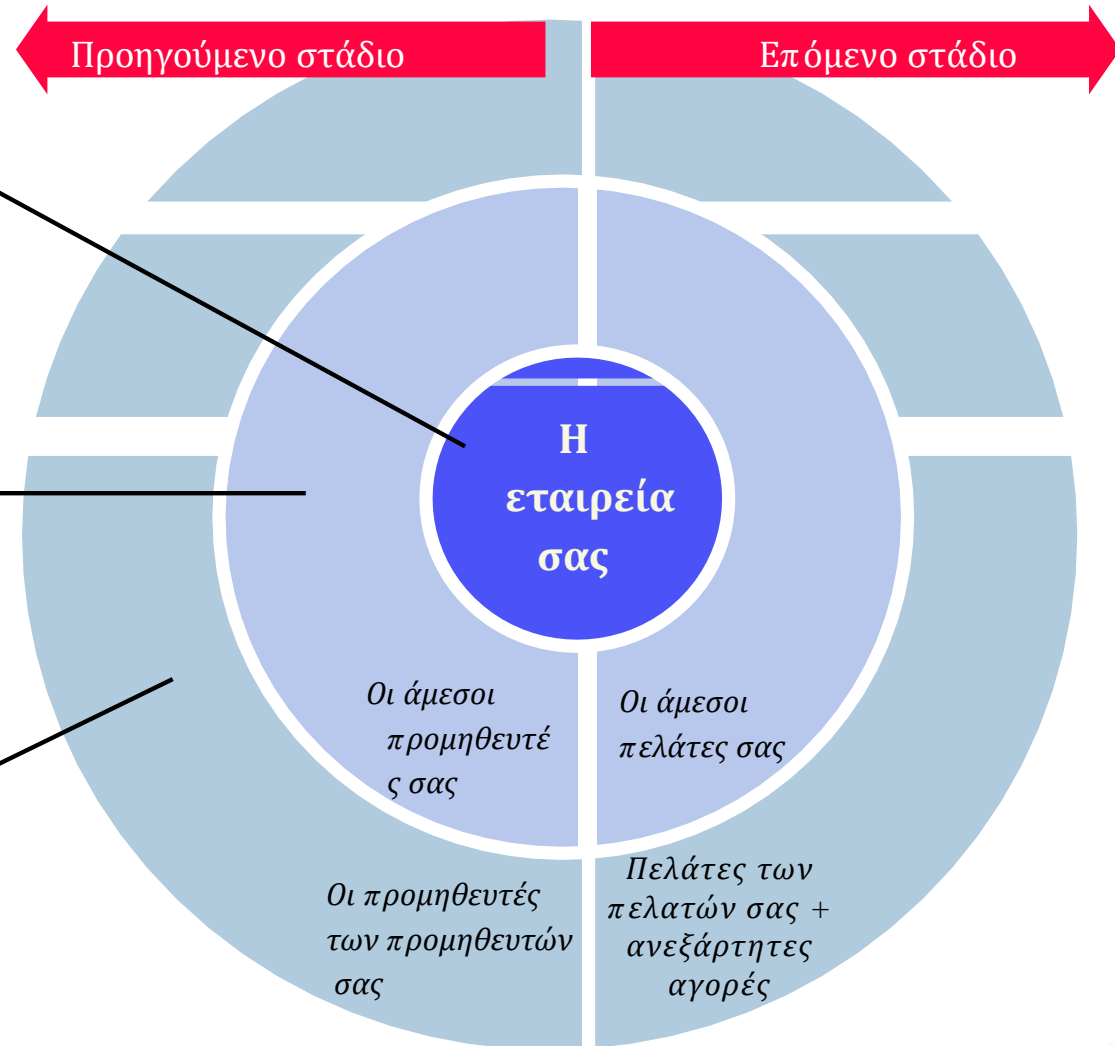 Προηγούμενο στάδιο
Επόμενο στάδιο
Η
εταιρεία
σας
Οι άμεσοι
προμηθευτέ
ς σας
Οι άμεσοι
πελάτες σας
Οι προμηθευτές
των προμηθευτών
σας
Πελάτες των
πελατών σας +
ανεξάρτητες
αγορές